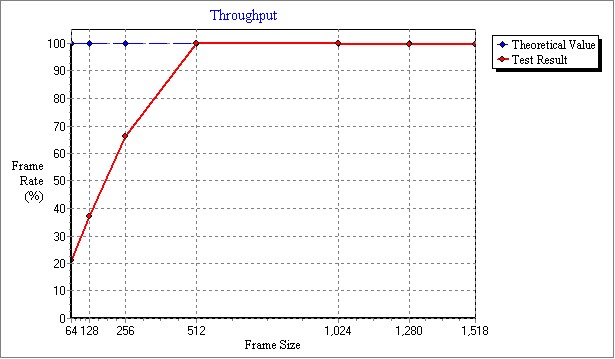 Throughput
Theoretical Value
Test Result
100
90
80
70
60
50
40
30
20
10
0
Frame
Rate
(%)
64 128 256 512 1,024 1,280 1,518
Frame Size